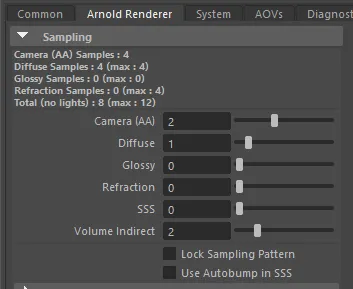 Common Arnold Renderer System AOVs Diagnost
Sampling
Camera (AA) Samples : 4
Diffuse Samples : 4 (max : 4)
Glossy Samples : 0 (max : 0)
Refraction Samples : 0 (max : 4)
Total (no lights) : 8 (max : 12)
Camera (AA) 2
Diffuse 1
Glossy 0
Refraction 0
SSS 0
Volume Indirect 2
Lock Sampling Pattern
Use Autobump in SSS